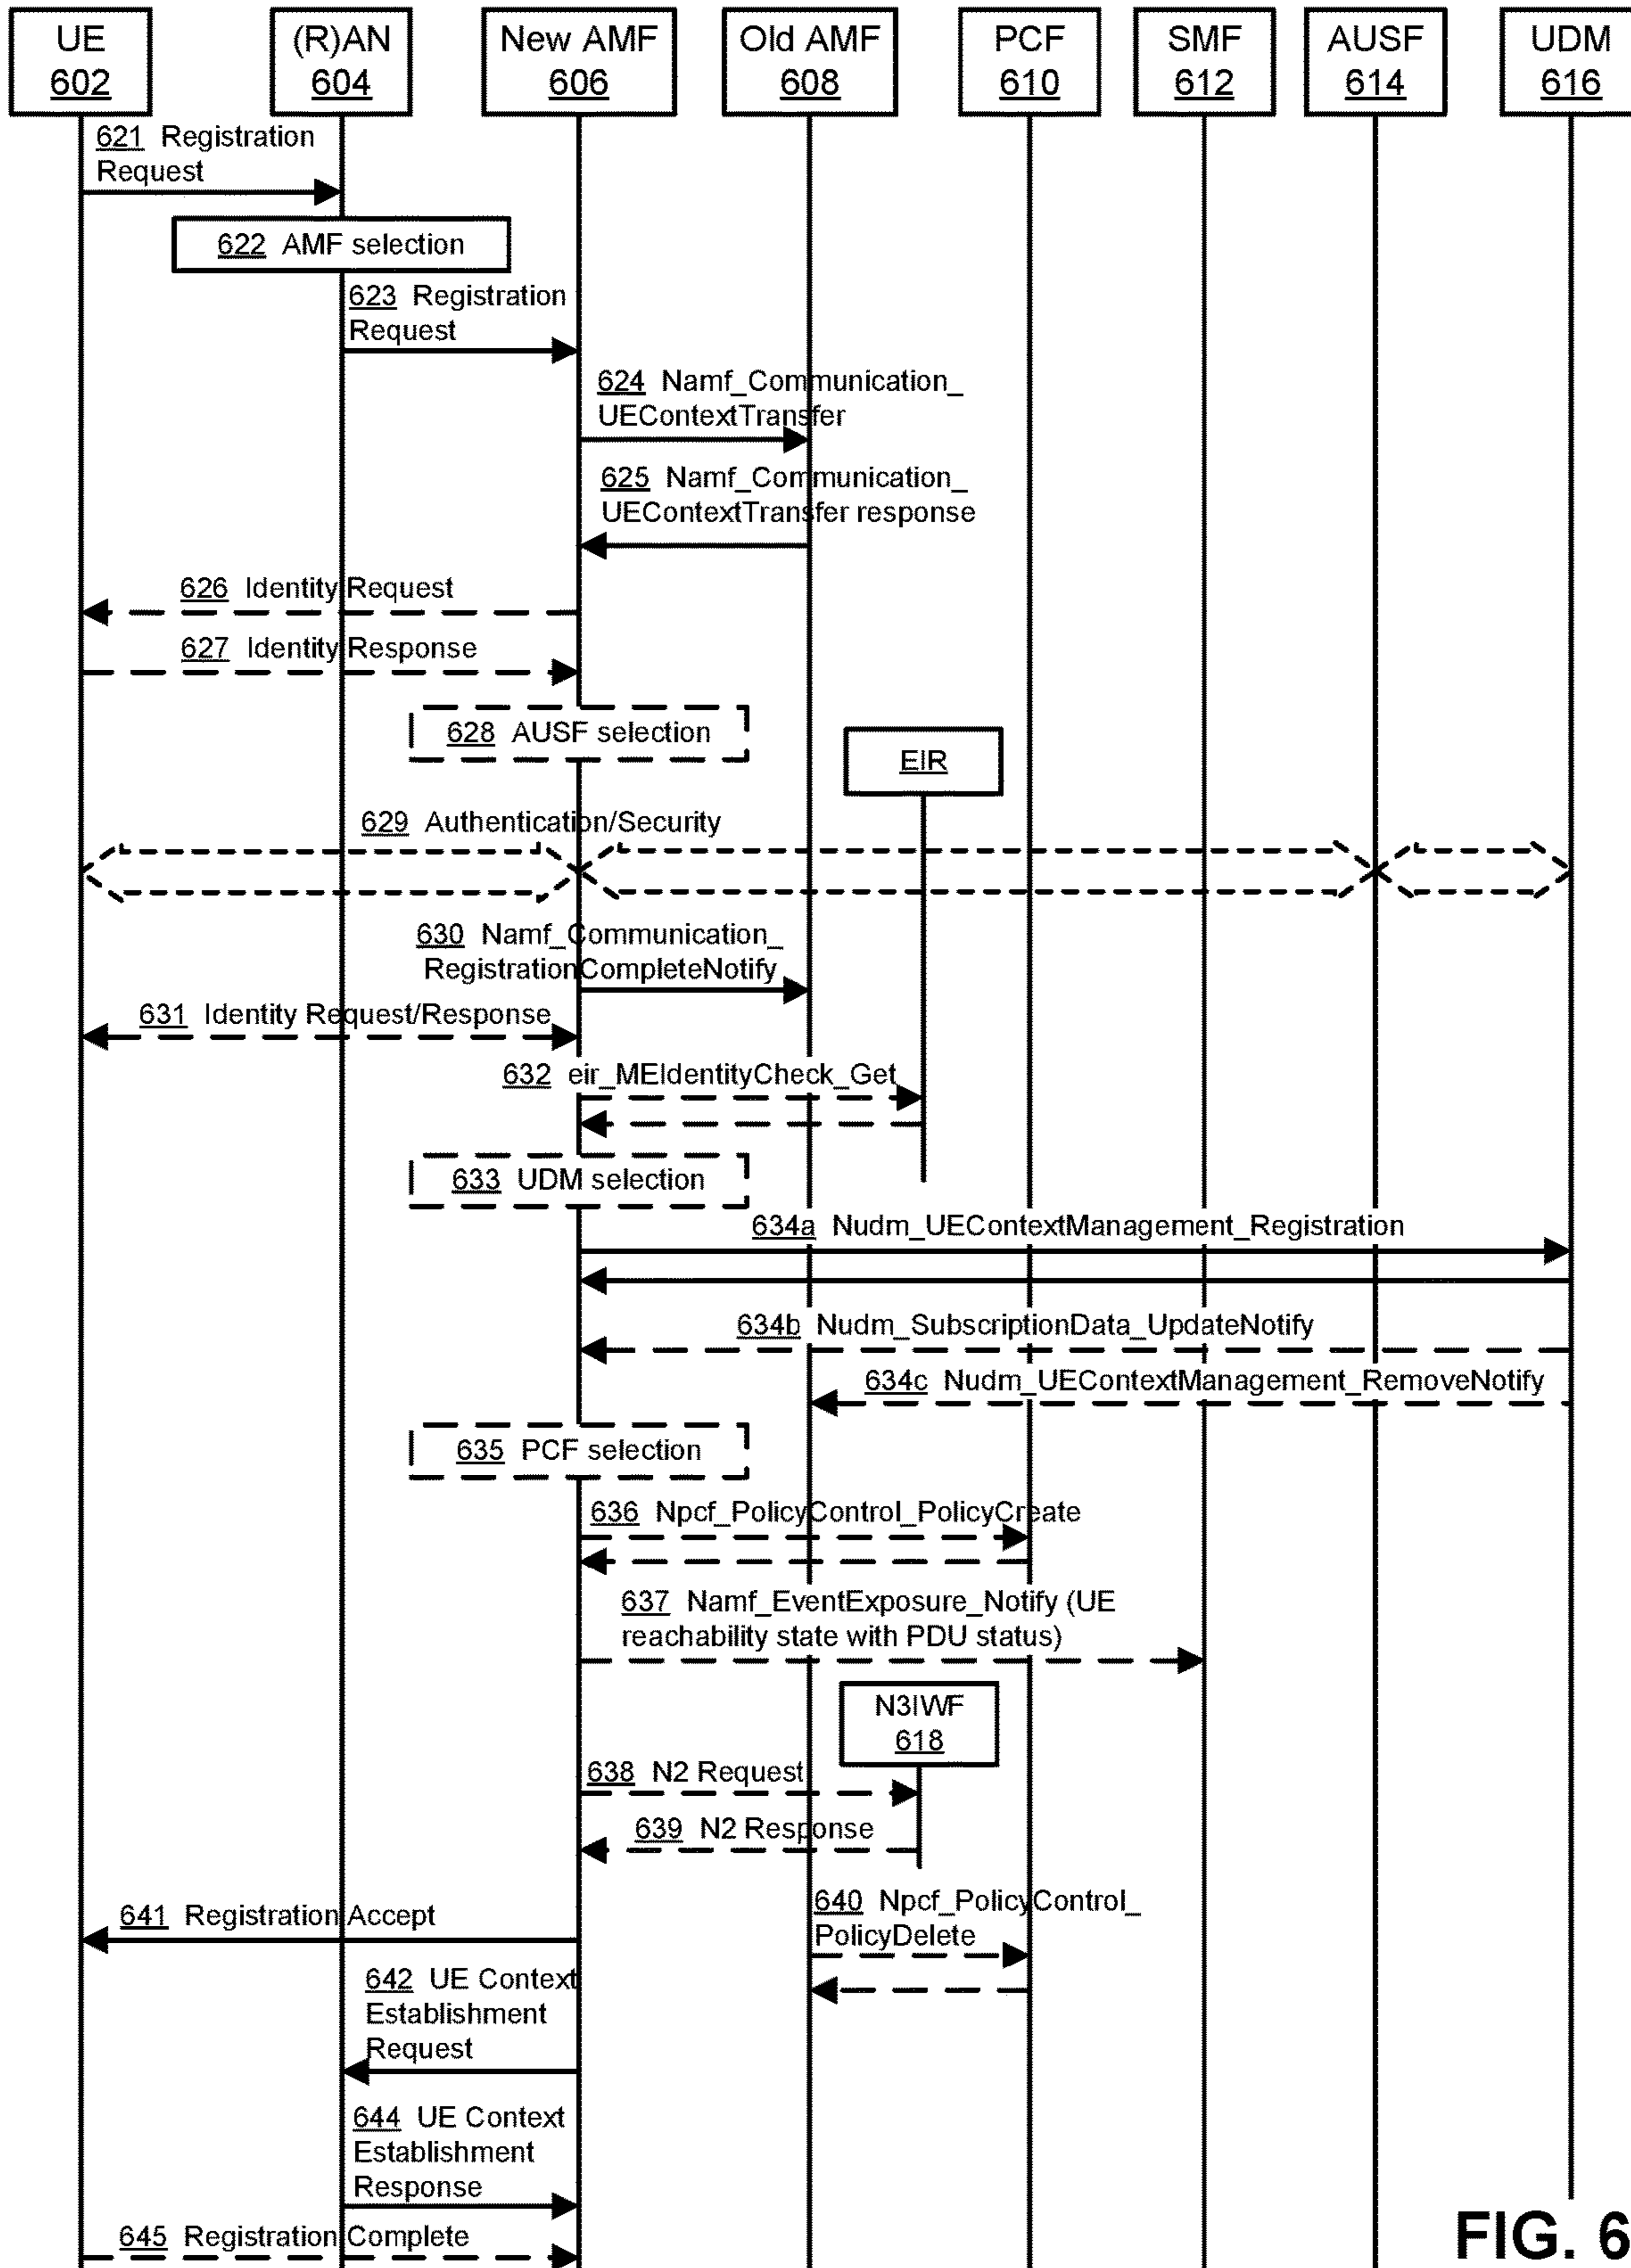 UE
602
(R)AN
604
New AMF
606
Old AMF
608
PCF
610
SMF
612
AUSF
614
UDM
616
621 Registration
Request
622 AMF selection
623 Registration
Request
624 Namf_Communication_
UEContextTransfer
625 Namf_Communication_
UEContextTransfer response
626 Identity Request
627 Identity Response
628 AUSF selection
EIR
629 Authentication/Security
630 Namf_Communication_
RegistrationCompleteNotify
631 Identity Request/Response
632 eir_MEIdentityCheck_Get
633 UDM selection
634a Nudm_UEContextManagement_Registration
634b Nudm_SubscriptionData_UpdateNotify
634c Nudm_UEContextManagement_RemoveNotify
635 PCF selection
636 Npcf_PolicyControl_PolicyCreate
637 Namf_EventExposure_Notify (UE
reachability state with PDU status)
N3IWF
618
638 N2 Request
639 N2 Response
640 Npcf_PolicyControl_
PolicyDelete
641 Registration Accept
642 UE Context
Establishment
Request
644 UE Context
Establishment
Response
645 Registration Complete
FIG. 6